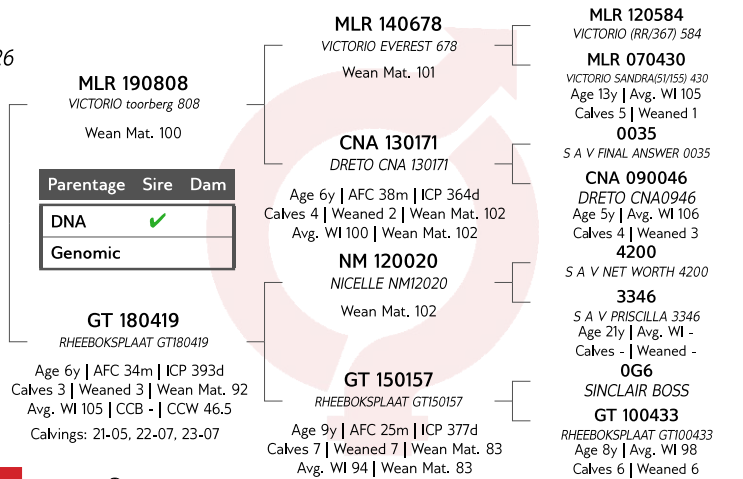 26
MLR 190808
VICTORIO toorberg 808
Wean Mat. 100
Parentage Sire Dam
DNA ✔
Genomic
GT 180419
RHEEBOKSPLAAT GT180419
Age 6y | AFC 34m | ICP 393d
Calves 3 | Weaned 3 | Wean Mat. 92
Avg. WI 105 | CCB - | CCW 46.5
Calvings: 21-05, 22-07, 23-07
MLR 140678
VICTORIO EVEREST 678
Wean Mat. 101
CNA 130171
DRETO CNA 130171
Age 6y | AFC 38m | ICP 364d
Calves 4 | Weaned 2 | Wean Mat. 102
Avg. WI 100 | Wean Mat. 102
NM 120020
NICELLE NM12020
Wean Mat. 102
GT 150157
RHEEBOKSPLAAT GT150157
Age 9y | AFC 25m | ICP 377d
Calves 7 | Weaned 7 | Wean Mat. 83
Avg. WI 94 | Wean Mat. 83
MLR 120584
VICTORIO (RR/367) 584
MLR 070430
VICTORIO SANDRA(51/155) 430
Age 13y | Avg. WI 105
Calves 5 | Weaned 1
0035
S A V FINAL ANSWER 0035
CNA 090046
DRETO CNA0946
Age 5y | Avg. WI 106
Calves 4 | Weaned 3
4200
S A V NET WORTH 4200
3346
S A V PRISCILLA 3346
Age 21y | Avg. WI -
Calves - | Weaned -
0G6
SINCLAIR BOSS
GT 100433
RHEEBOKSPLAAT GT100433
Age 8y | Avg. WI 98
Calves 6 | Weaned 6